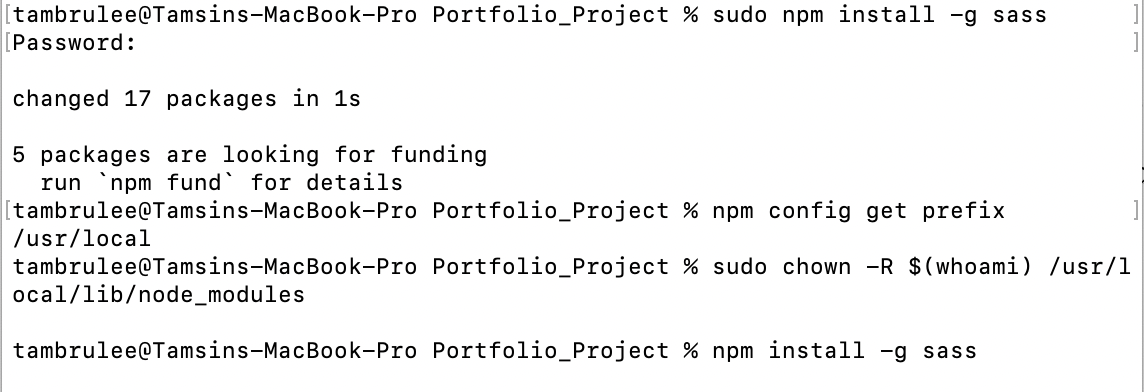 [tambrulee@Tamsins-MacBook-Pro Portfolio_Project % sudo npm install -g sass ]
[Password: ]
changed 17 packages in 1s
5 packages are looking for funding
run `npm fund` for details
[tambrulee@Tamsins-MacBook-Pro Portfolio_Project % npm config get prefix ]
/usr/local
tambrulee@Tamsins-MacBook-Pro Portfolio_Project % sudo chown -R $(whoami) /usr/l
ocal/lib/node_modules
tambrulee@Tamsins-MacBook-Pro Portfolio_Project % npm install -g sass